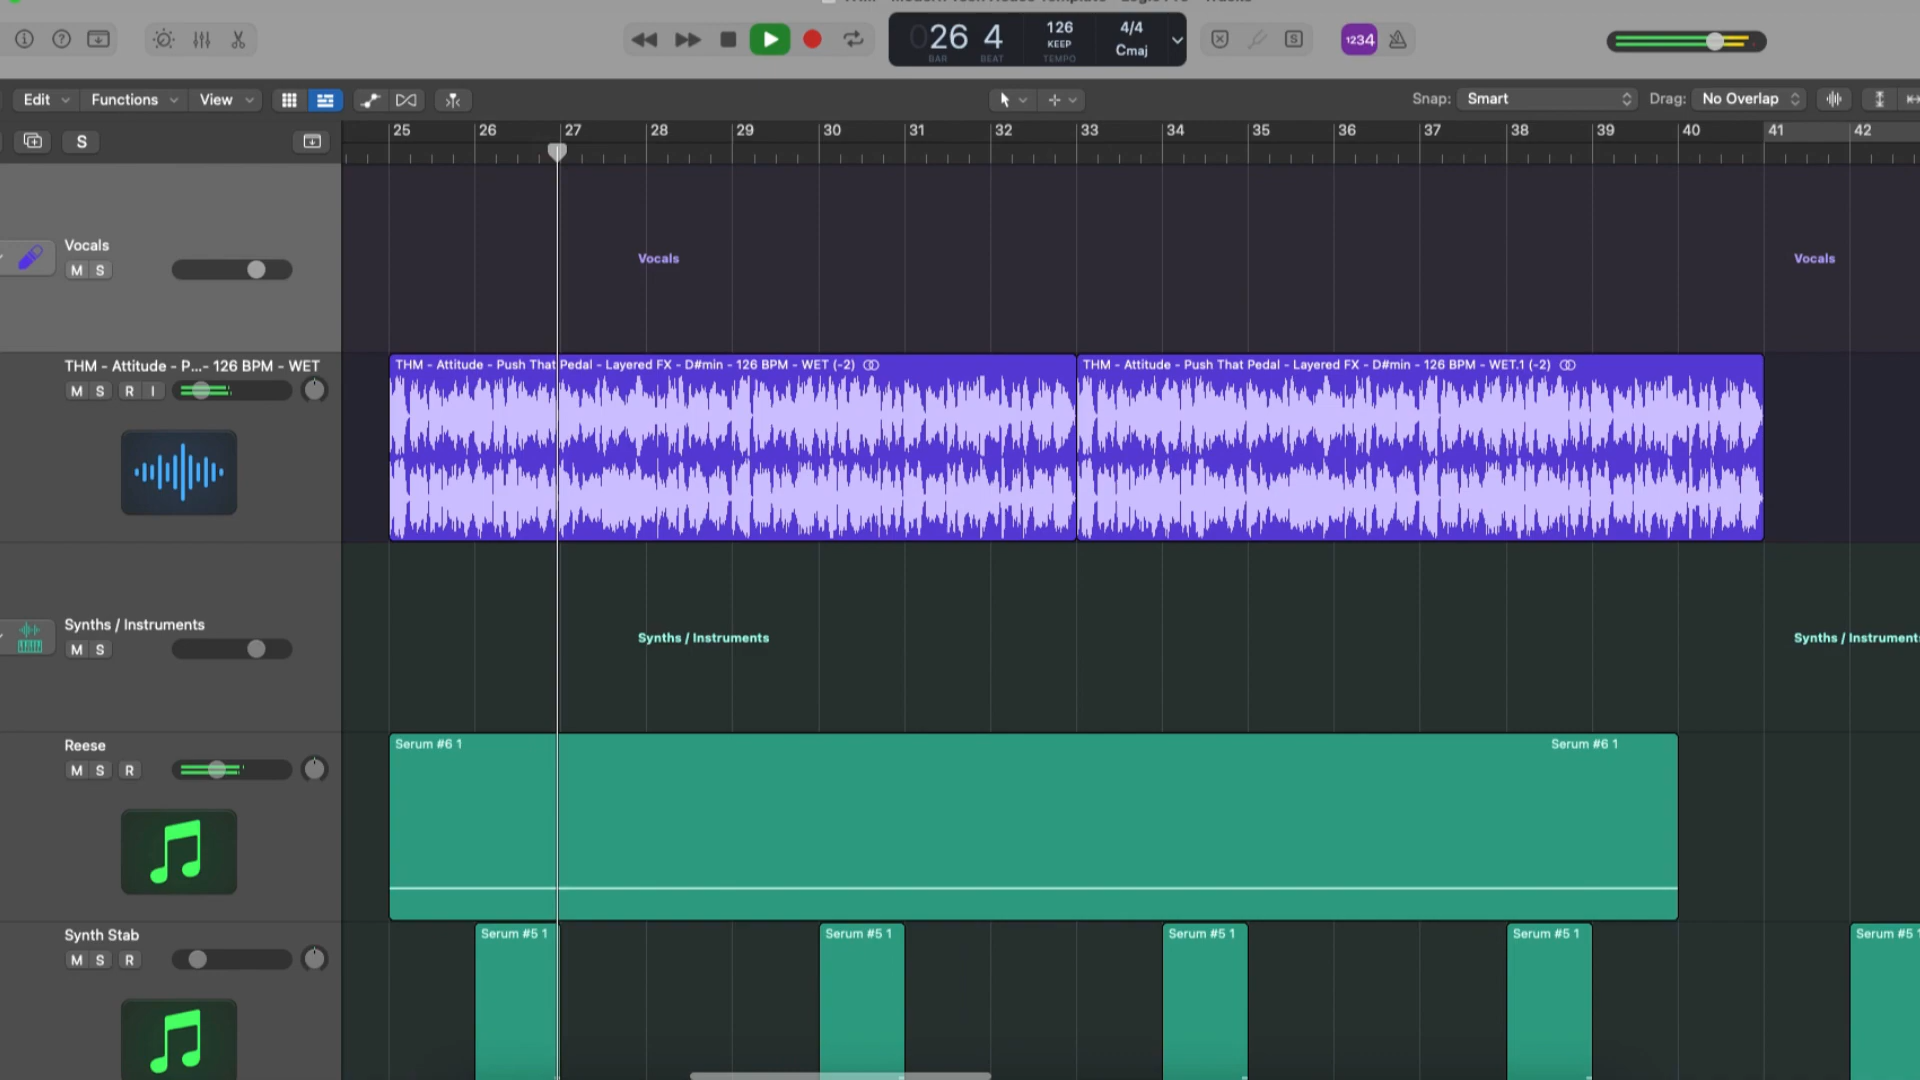 26 4
126
KEEP
4/4
Cmaj
BAR
BEAT
TEMPO
1234
Edit
Functions
View
Snap: Smart
Drag: No Overlap
S
25 26 27 28 29 30 31 32 33 34 35 36 37 38 39 40 41 42
Vocals
M S
Vocals
Vocals
THM - Attitude - P...- 126 BPM - WET
M S R I
THM - Attitude - Push That Pedal - Layered FX - D#min - 126 BPM - WET (-2)
THM - Attitude - Push That Pedal - Layered FX - D#min - 126 BPM - WET.1 (-2)
Synths / Instruments
M S
Synths / Instruments
Synths / Instruments
Reese
M S R
Serum #6 1
Serum #6 1
Synth Stab
M S R
Serum #5 1
Serum #5 1
Serum #5 1
Serum #5 1
Serum #5 1